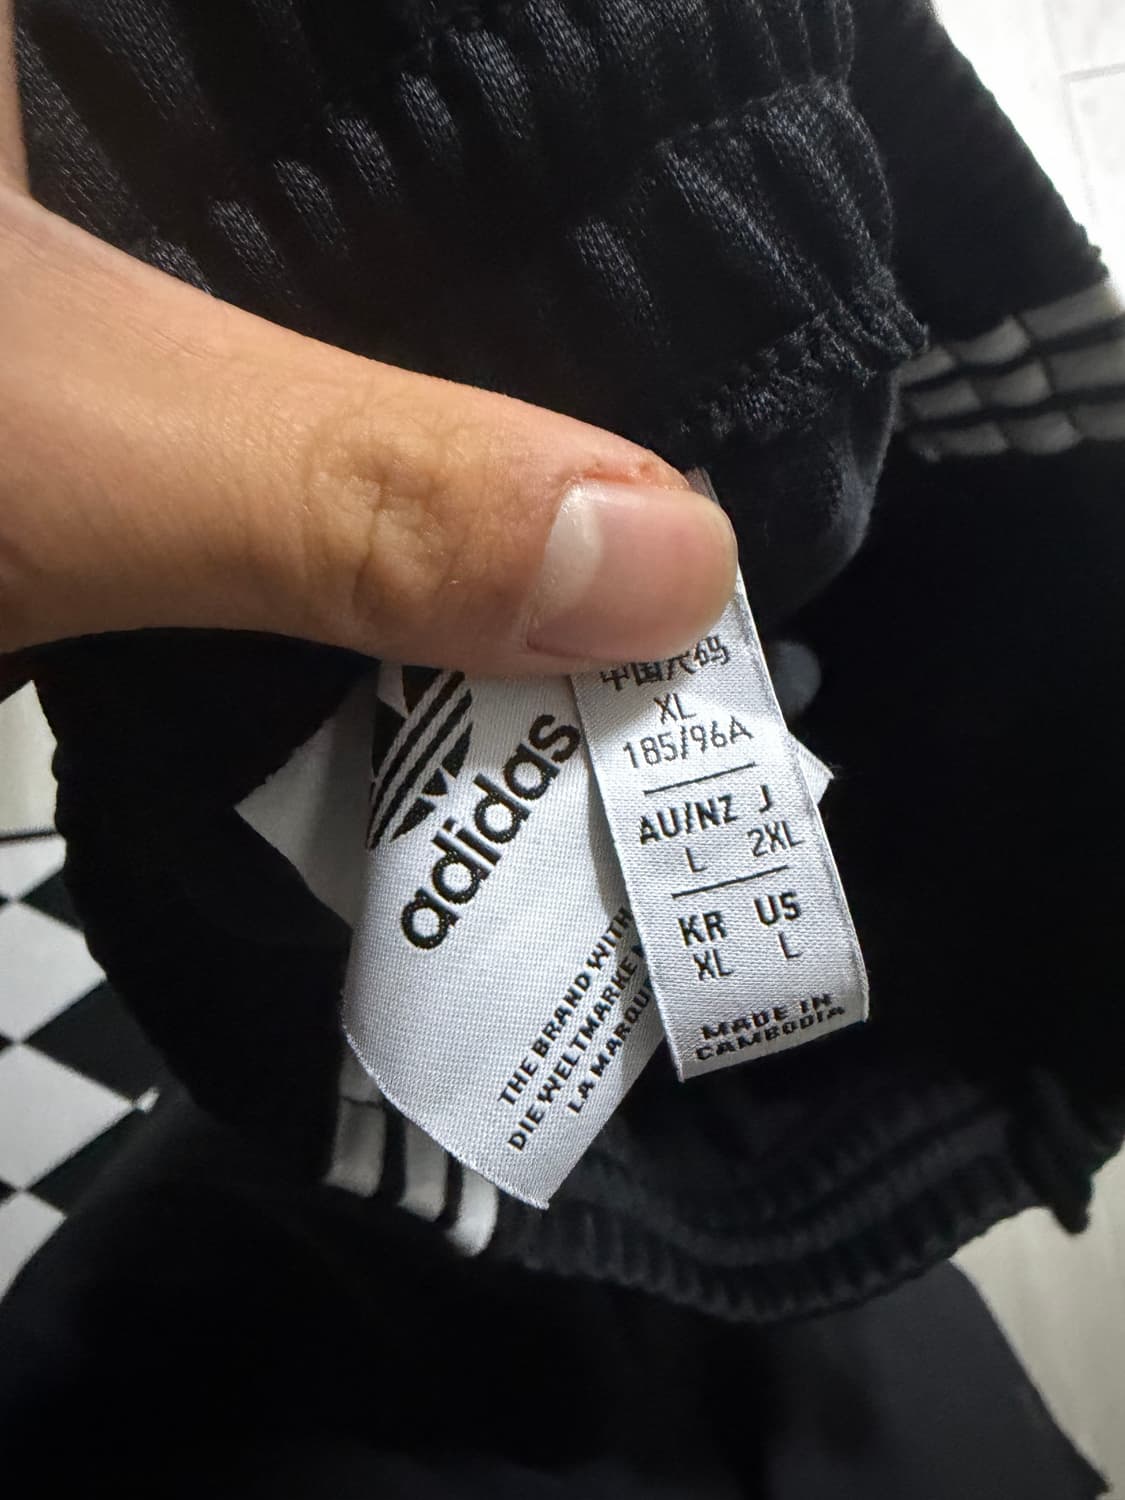 adidas
THE BRAND WITH
DIE WELTMARKE
LA
中国尺码
XL
185/96A
AU/NZ J
L 2XL
KR US
XL L
MADE IN
CAMBODIA